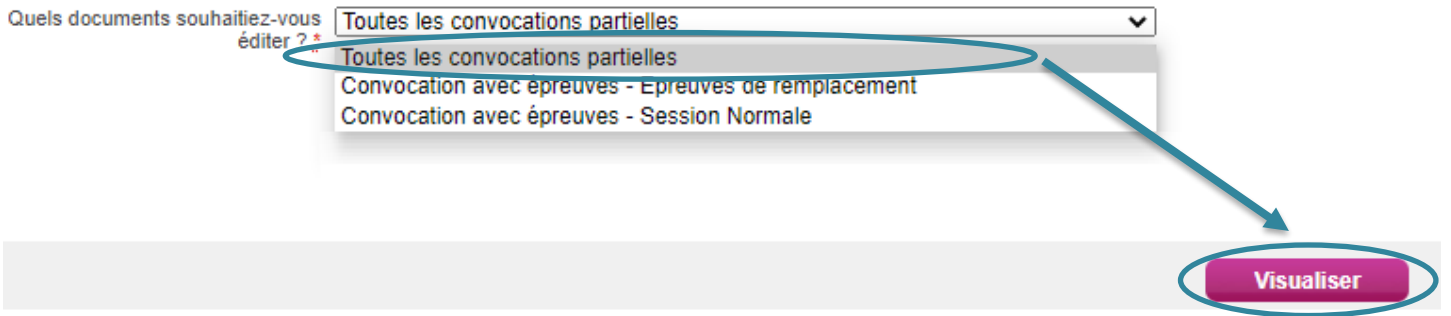 Quels documents souhaitiez-vous
éditer ? *
Toutes les convocations partielles
Toutes les convocations partielles
Convocation avec épreuves - Epreuves de remplacement
Convocation avec épreuves - Session Normale
Visualiser